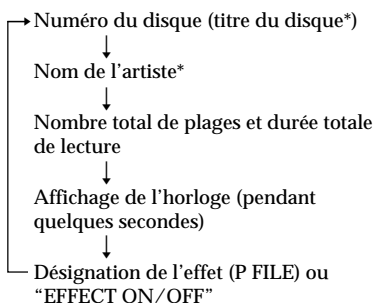 Numéro du disque (titre du disque*)
Nom de l'artiste*
Nombre total de plages et durée totale
de lecture
Affichage de l'horloge (pendant
quelques secondes)
Désignation de l'effet (P FILE) ou
“EFFECT ON/OFF”